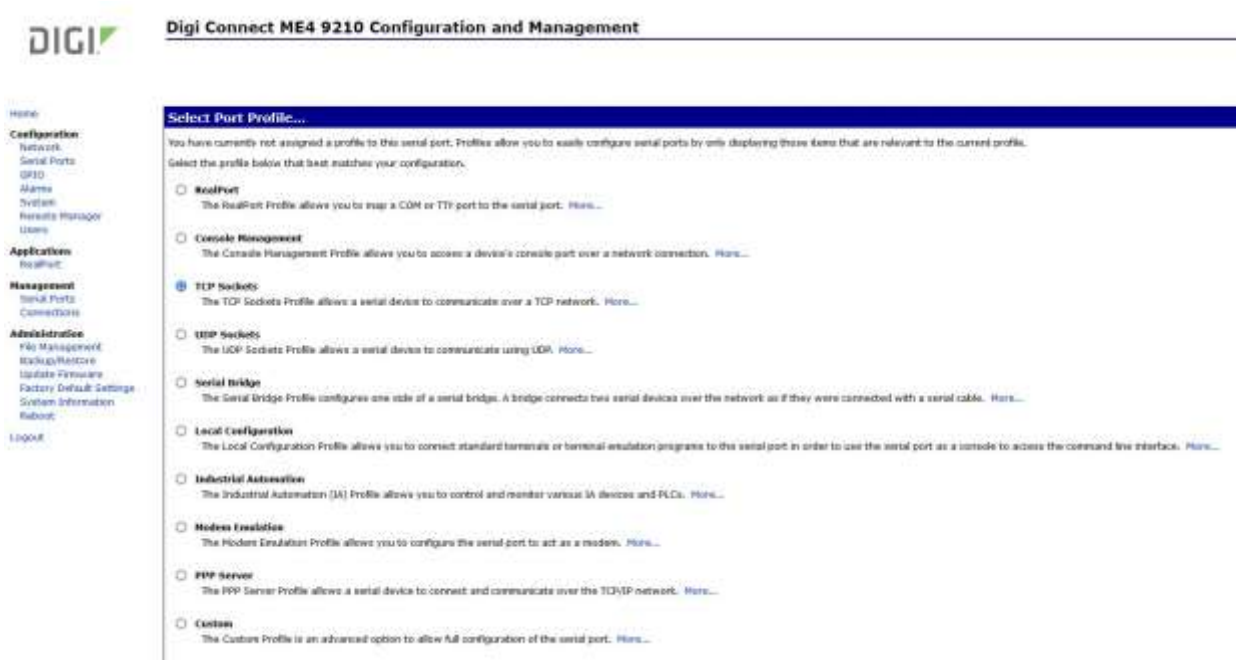 DIGI
Digi Connect ME4 9210 Configuration and Management
Home
Configuration
Network
Serial Ports
GPIO
Alarms
System
Remote Manager
Users
Applications
RealPort
Management
Serial Ports
Connections
Administration
File Management
Backup/Restore
Update Firmware
Factory Default Settings
System Information
Reboot
Logout
Select Port Profile...
You have currently not assigned a profile to this serial port. Profiles allow you to easily configure serial ports by only displaying those items that are relevant to the current profile.
Select the profile below that best matches your configuration.
RealPort
The RealPort Profile allows you to map a COM or TTY port to the serial port. More...
Console Management
The Console Management Profile allows you to access a device's console port over a network connection. More...
TCP Sockets
The TCP Sockets Profile allows a serial device to communicate over a TCP network. More...
UDP Sockets
The UDP Sockets Profile allows a serial device to communicate using UDP. More...
Serial Bridge
The Serial Bridge Profile configures one side of a serial bridge. A bridge connects two serial devices over the network as if they were connected with a serial cable. More...
Local Configuration
The Local Configuration Profile allows you to connect standard terminals or terminal emulation programs to the serial port in order to use the serial port as a console to access the command line interface. More...
Industrial Automation
The Industrial Automation (IA) Profile allows you to control and monitor various IA devices and PLCs. More...
Modem Emulation
The Modem Emulation Profile allows you to configure the serial port to act as a modem. More...
PPP Server
The PPP Server Profile allows a serial device to connect and communicate over the TCP/IP network. More...
Custom
The Custom Profile is an advanced option to allow full configuration of the serial port. More...